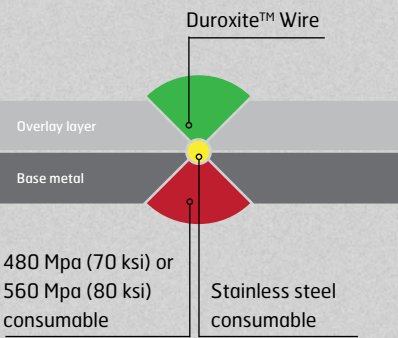 Duroxite™ Wire
Overlay layer
Base metal
480 Mpa (70 ksi) or
560 Mpa (80 ksi)
consumable
Stainless steel
consumable